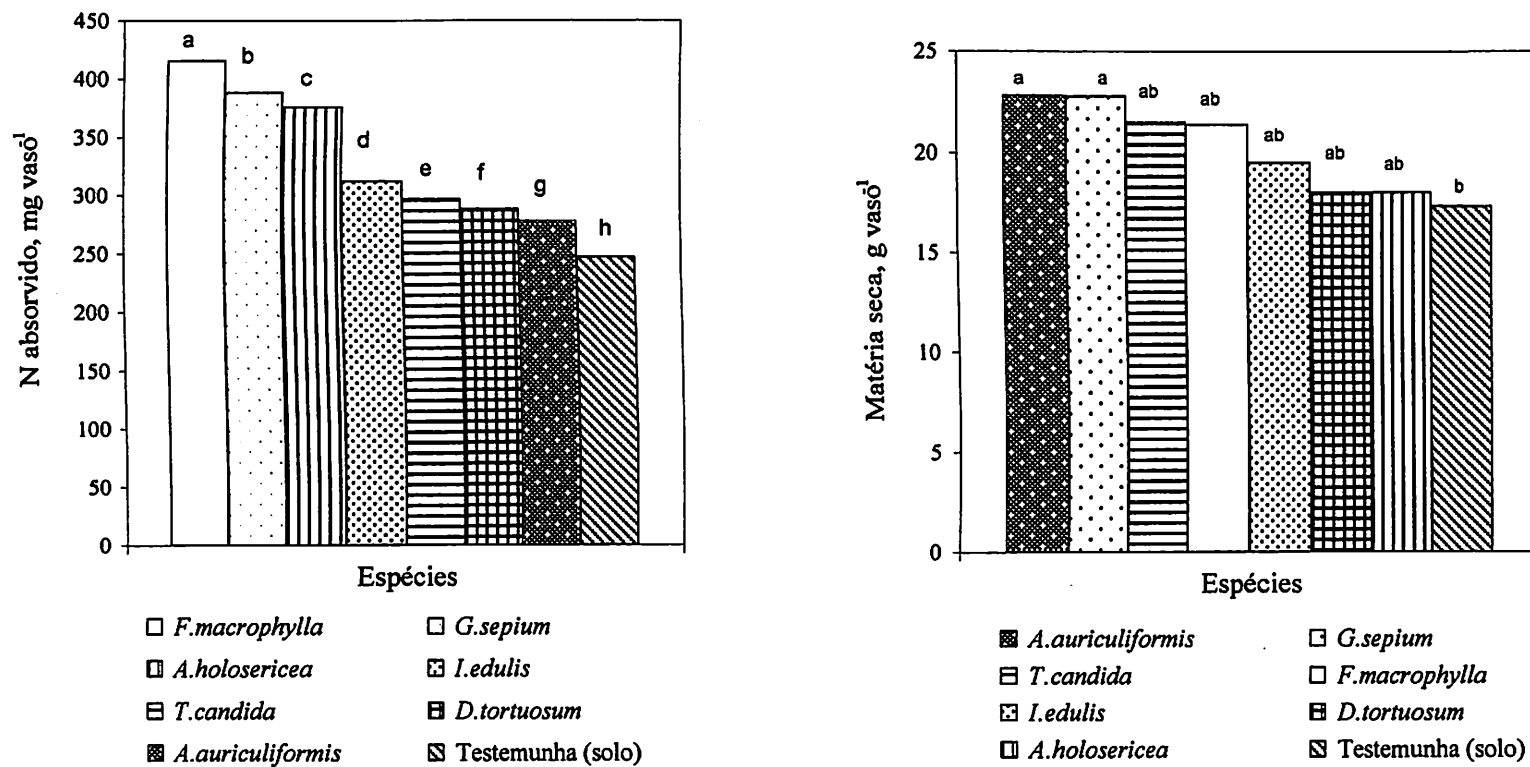 450
400
350
300
250
200
150
100
50
0
N absorvido, mg vaso⁻¹
a
b
c
d
e
f
g
h
Espécies
F.macrophylla G.sepium
A.holosericea I.edulis
T.candida D.tortuosum
A.auriculiformis Testemunha (solo)
25
20
15
10
5
0
Matéria seca, g vaso⁻¹
a
a
ab
ab
ab
ab
ab
b
Espécies
A.auriculiformis G.sepium
T.candida F.macrophylla
I.edulis D.tortuosum
A.holosericea Testemunha (solo)